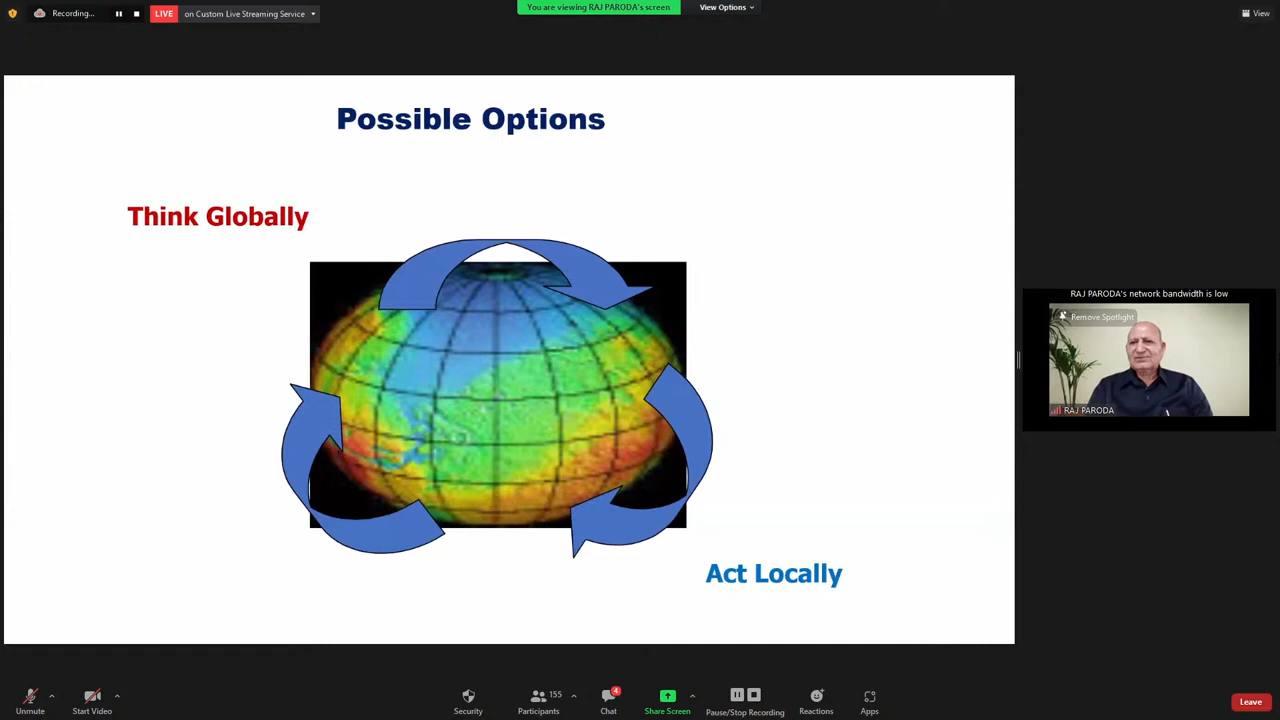 Recording...
LIVE
on Custom Live Streaming Service
You are viewing RAJ PARODA's screen
View Options
View
Possible Options
Think Globally
Act Locally
RAJ PARODA's network bandwidth is low
Remove Spotlight
RAJ PARODA
Unmute
Start Video
Security
155
Participants
4
Chat
Share Screen
Pause/Stop Recording
Reactions
Apps
Leave